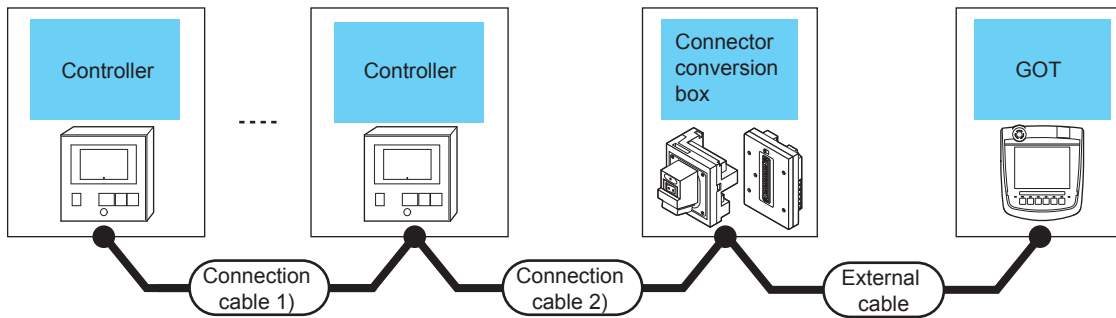 Controller
Controller
Connector
conversion
box
GOT
Connection
cable 1)
Connection
cable 2)
External
cable